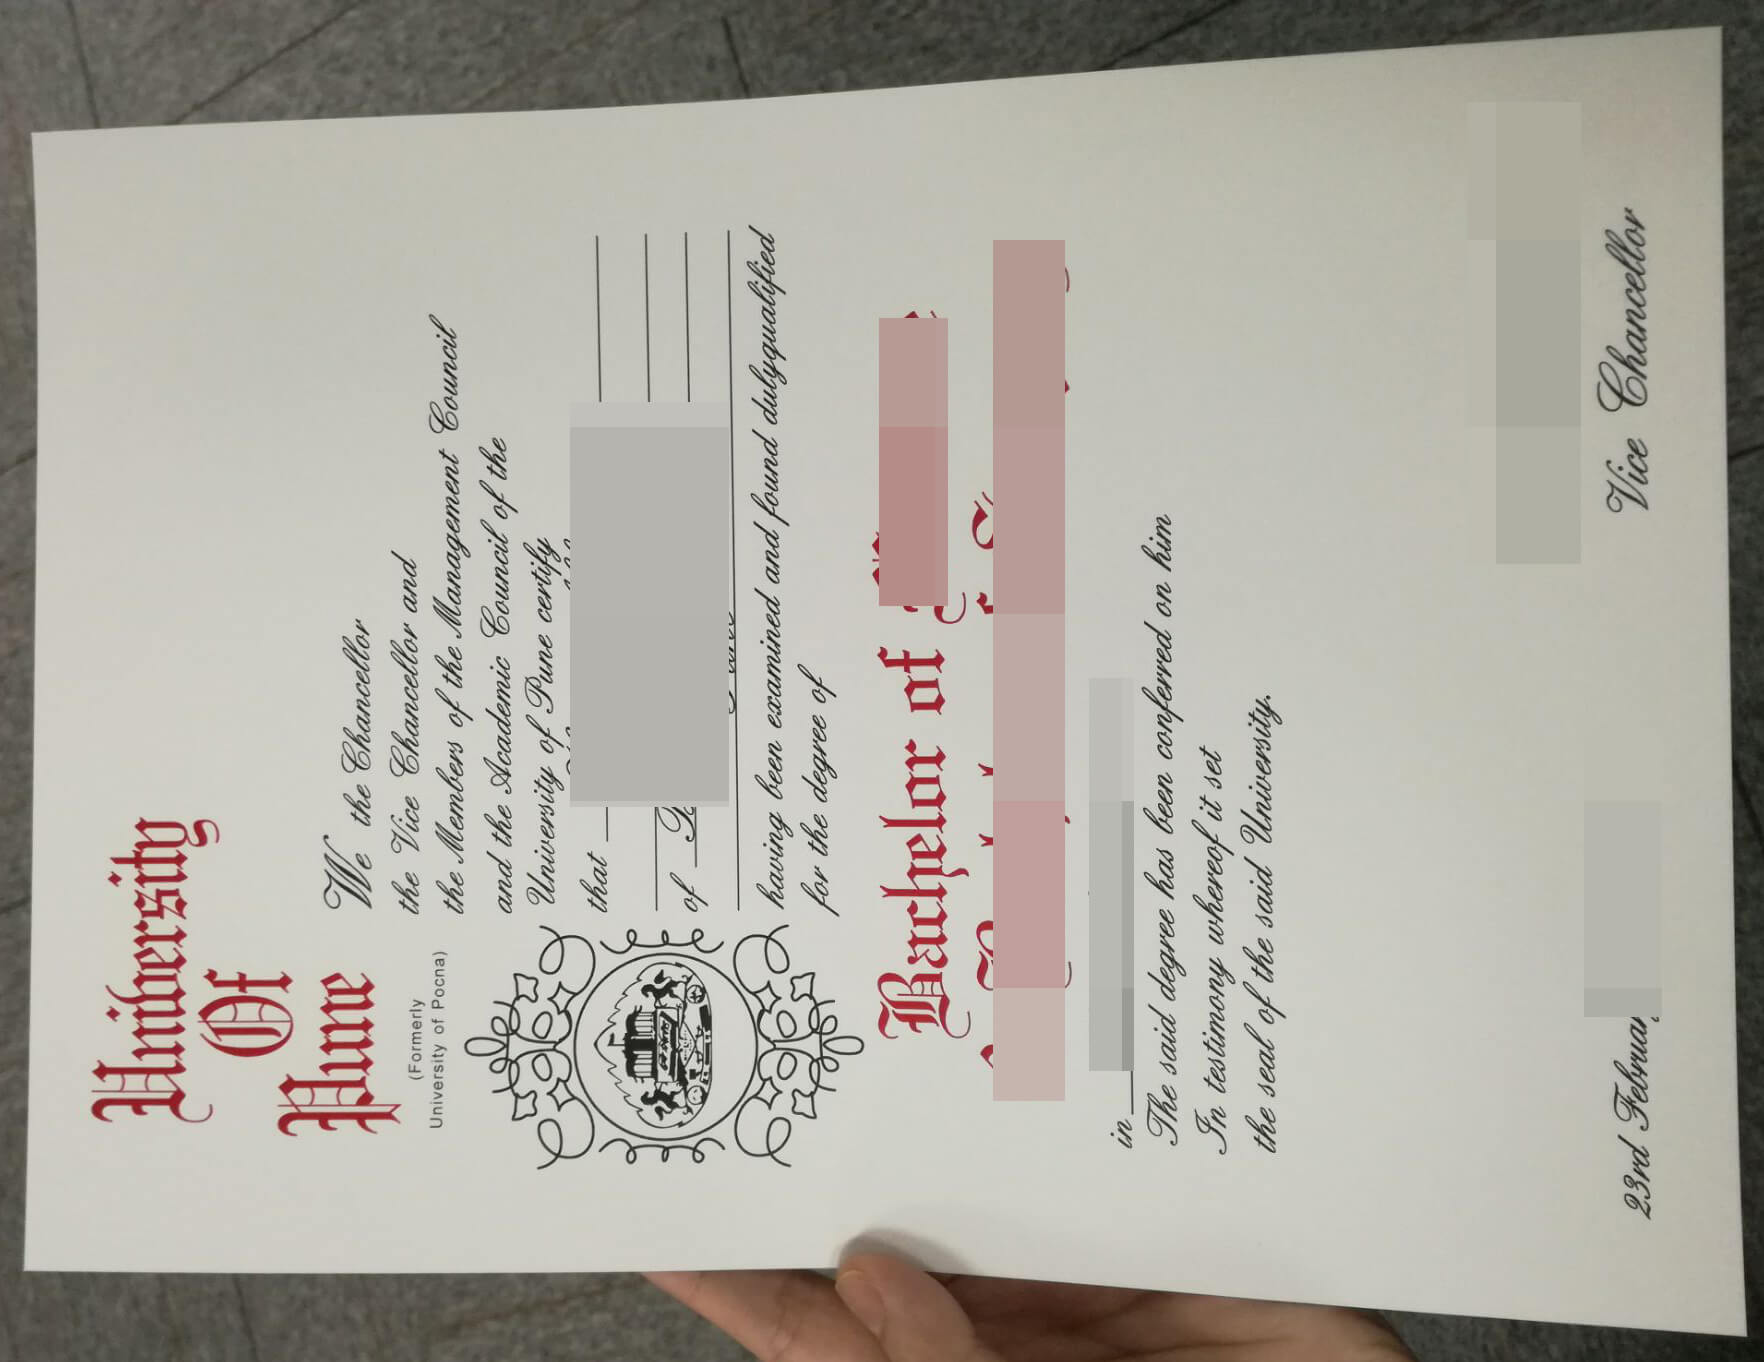 University
Of
Pune
(Formerly
University of Pocna)
We the Chancellor
the Vice Chancellor and
the Members of the Management Council
and the Academic Council of the
University of Pune certify
that
of
having been examined and found dulyqualified
for the degree of
Bachelor of
in
The said degree has been conferred on him
In testimony whereof it set
the seal of the said University.
23rd February
Vice Chancellor